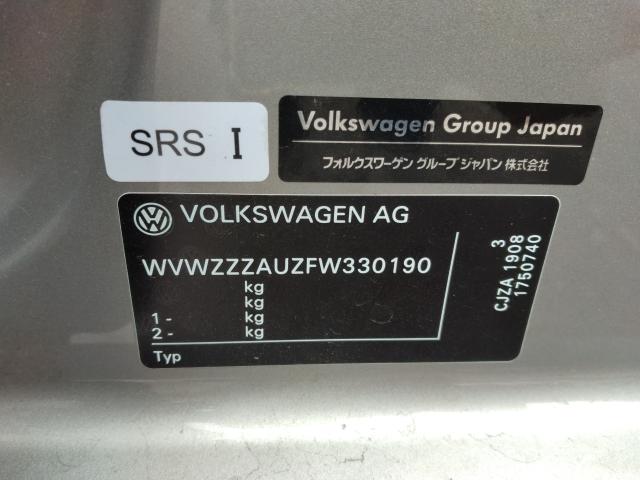 SRS I
Volkswagen Group Japan
フォルクスワーゲン グループ ジャパン 株式会社
VOLKSWAGEN AG
WVWZZZAUZFW330190
kg
kg
1 - kg
2 - kg
Typ
3
CJZA 1908
1750740